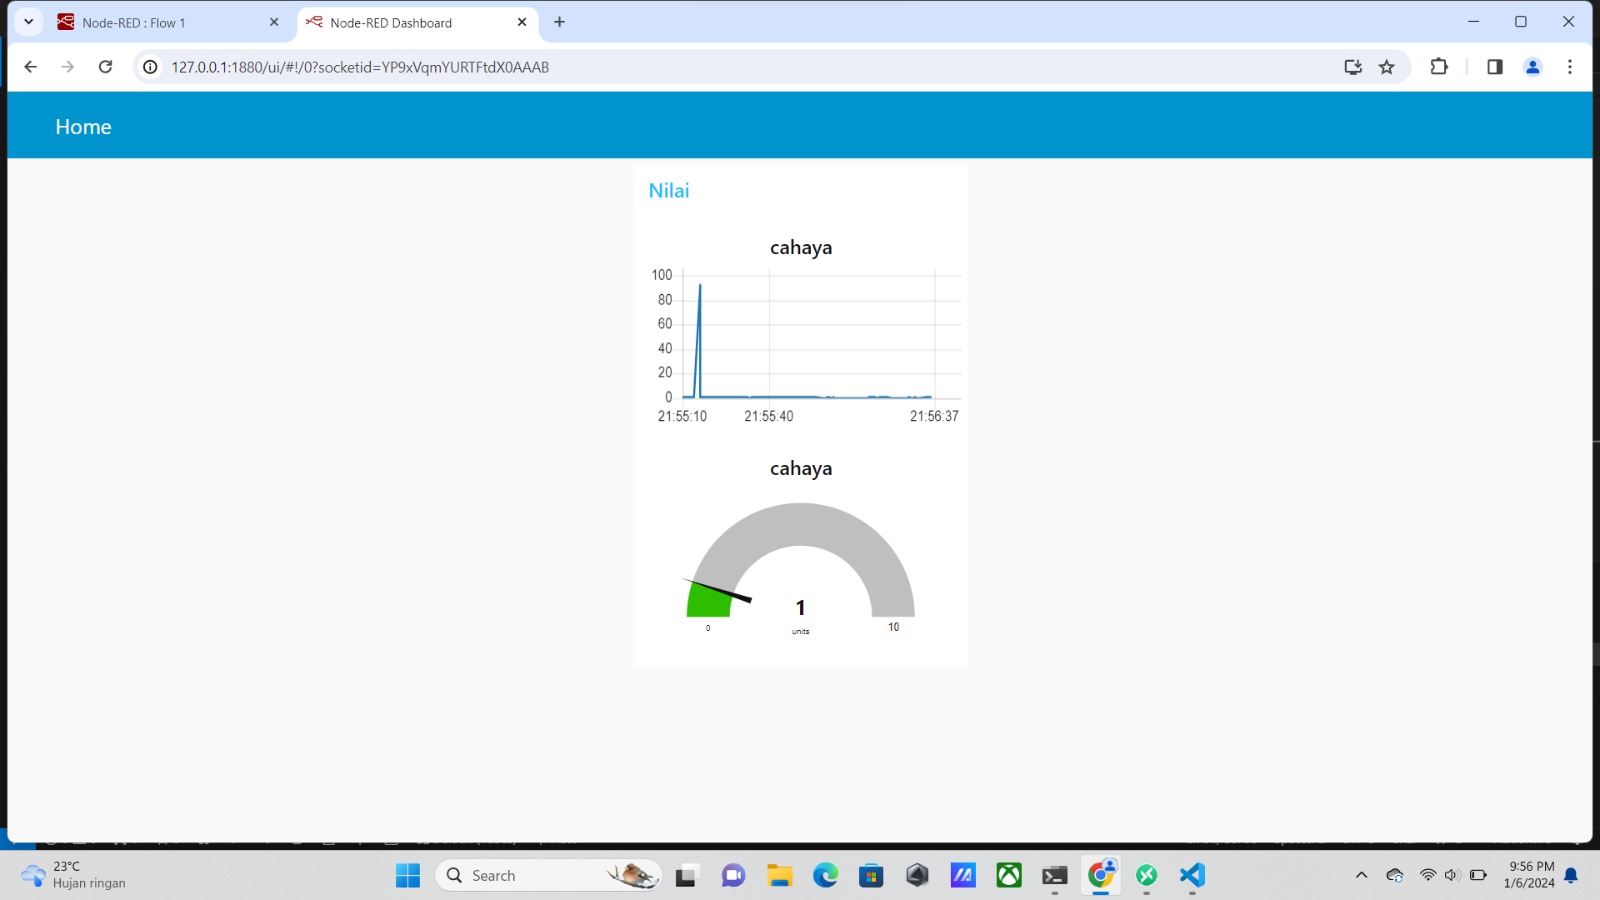 Node-RED : Flow 1
Node-RED Dashboard
127.0.0.1:1880/ui/#!/0?socketid=YP9xVqmYURTFtdX0AAAB
Home
Nilai
cahaya
100
80
60
40
20
0
21:55:10 21:55:40 21:56:37
cahaya
1
units
0 10
23°C
Hujan ringan
Search
9:56 PM
1/6/2024